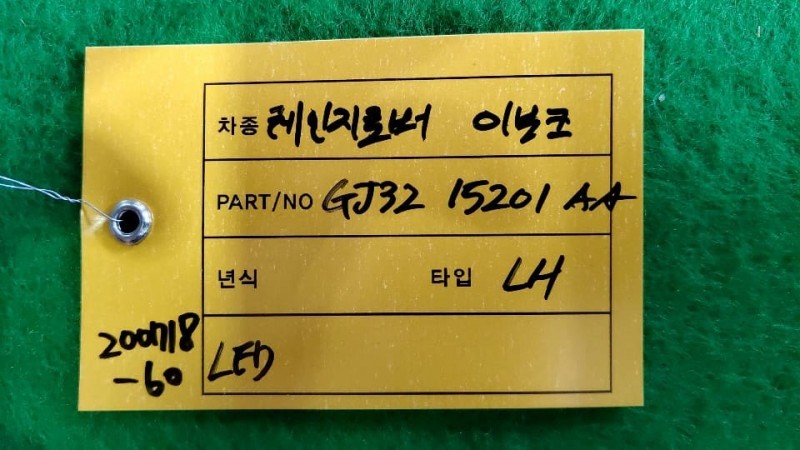 차종 레인지로버 이보크
PART/NO GJ32 15201 AA
년식 타입 LH
LED
200718
-60